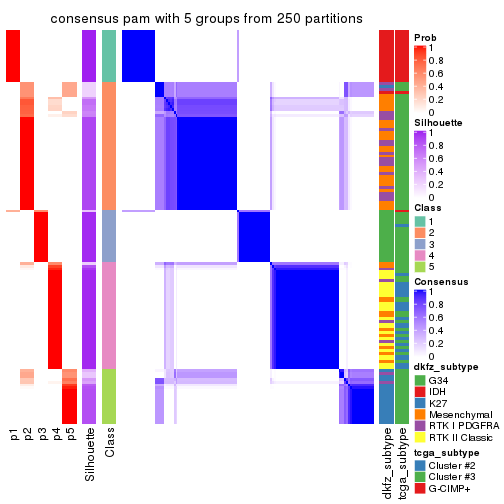 consensus pam with 5 groups from 250 partitions
Prob
1
0.8
0.6
0.4
0.2
0
Silhouette
1
0.8
0.6
0.4
0.2
0
Class
1
2
3
4
5
Consensus
1
0.8
0.6
0.4
0.2
0
dkfz_subtype
G34
IDH
K27
Mesenchymal
RTK I PDGFRA
RTK II Classic
tcga_subtype
Cluster #2
Cluster #3
G-CIMP+
p1
p2
p3
p4
p5
Silhouette
Class
dkfz_subtype
tcga_subtype